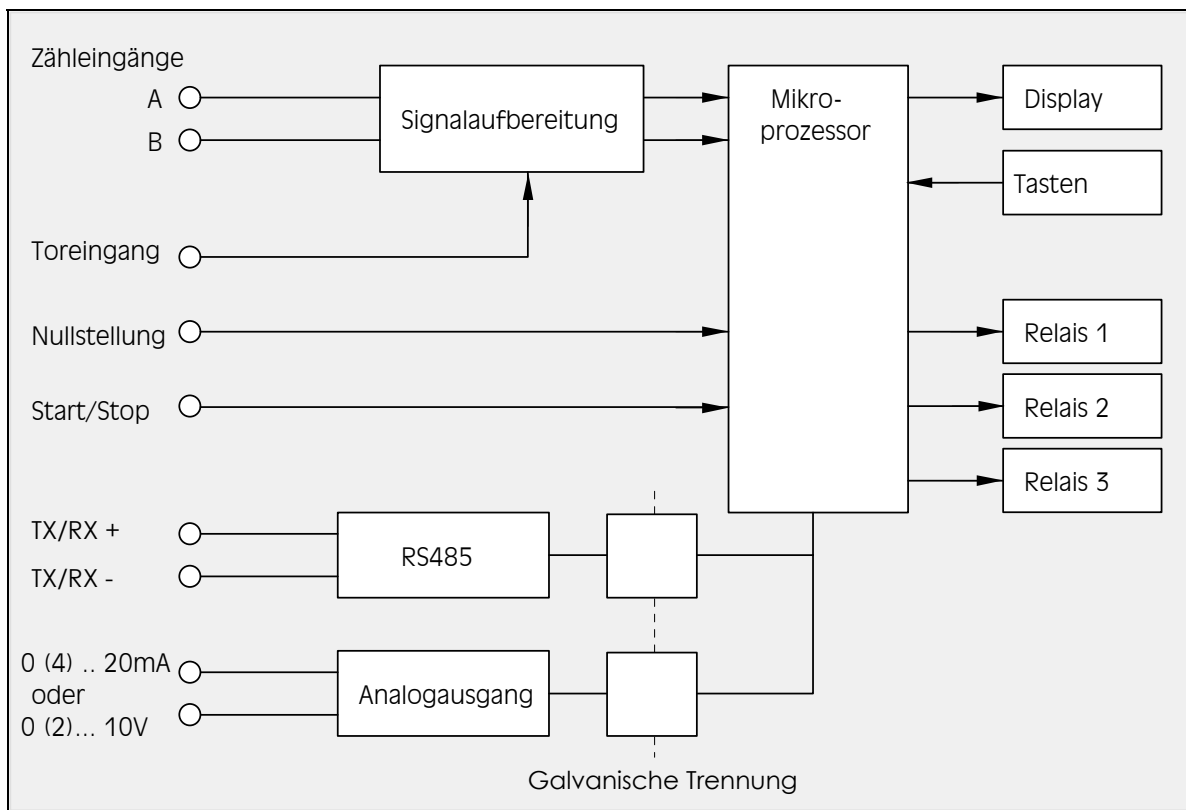 Zähleingänge
A
B
Signalaufbereitung
Mikro-
prozessor
Display
Tasten
Toreingang
Nullstellung
Start/Stop
Relais 1
Relais 2
Relais 3
TX/RX +
TX/RX -
RS485
0 (4) .. 20mA
oder
0 (2)... 10V
Analogausgang
Galvanische Trennung